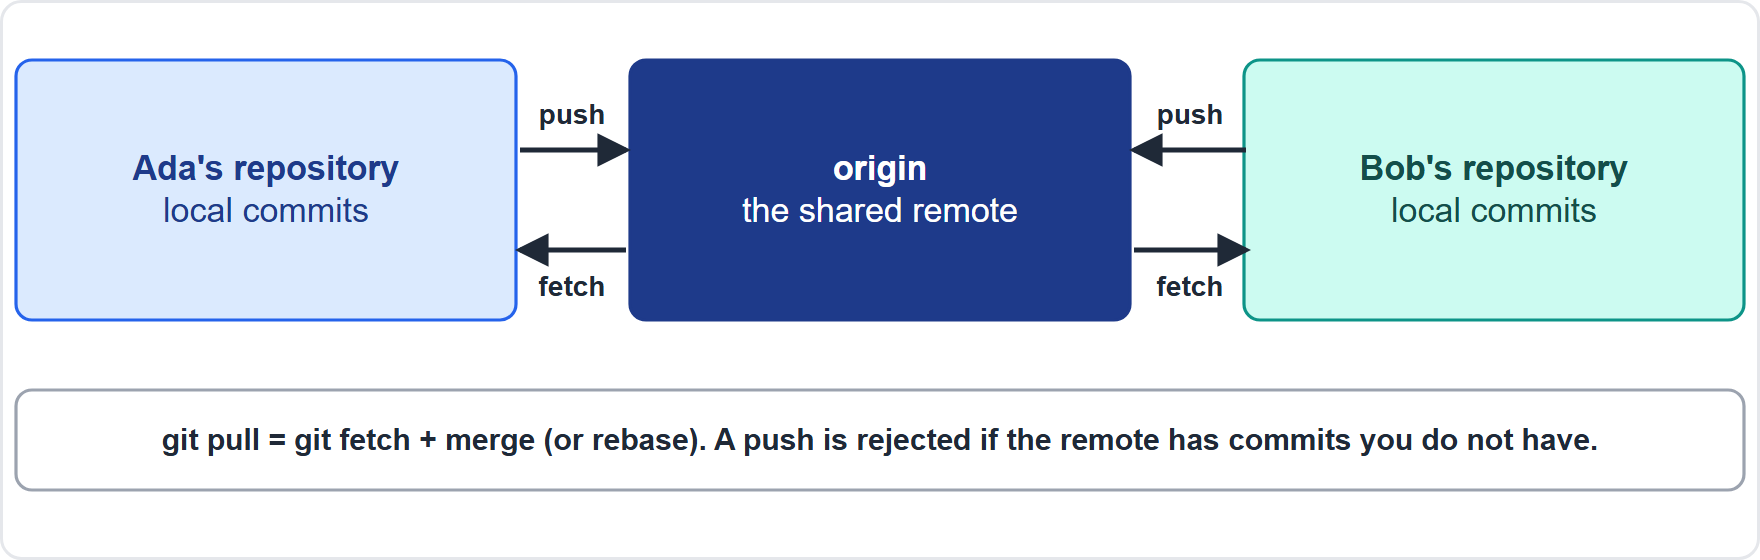 push
push
Ada's repository
local commits
origin
the shared remote
Bob's repository
local commits
fetch
fetch
git pull = git fetch + merge (or rebase). A push is rejected if the remote has commits you do not have.